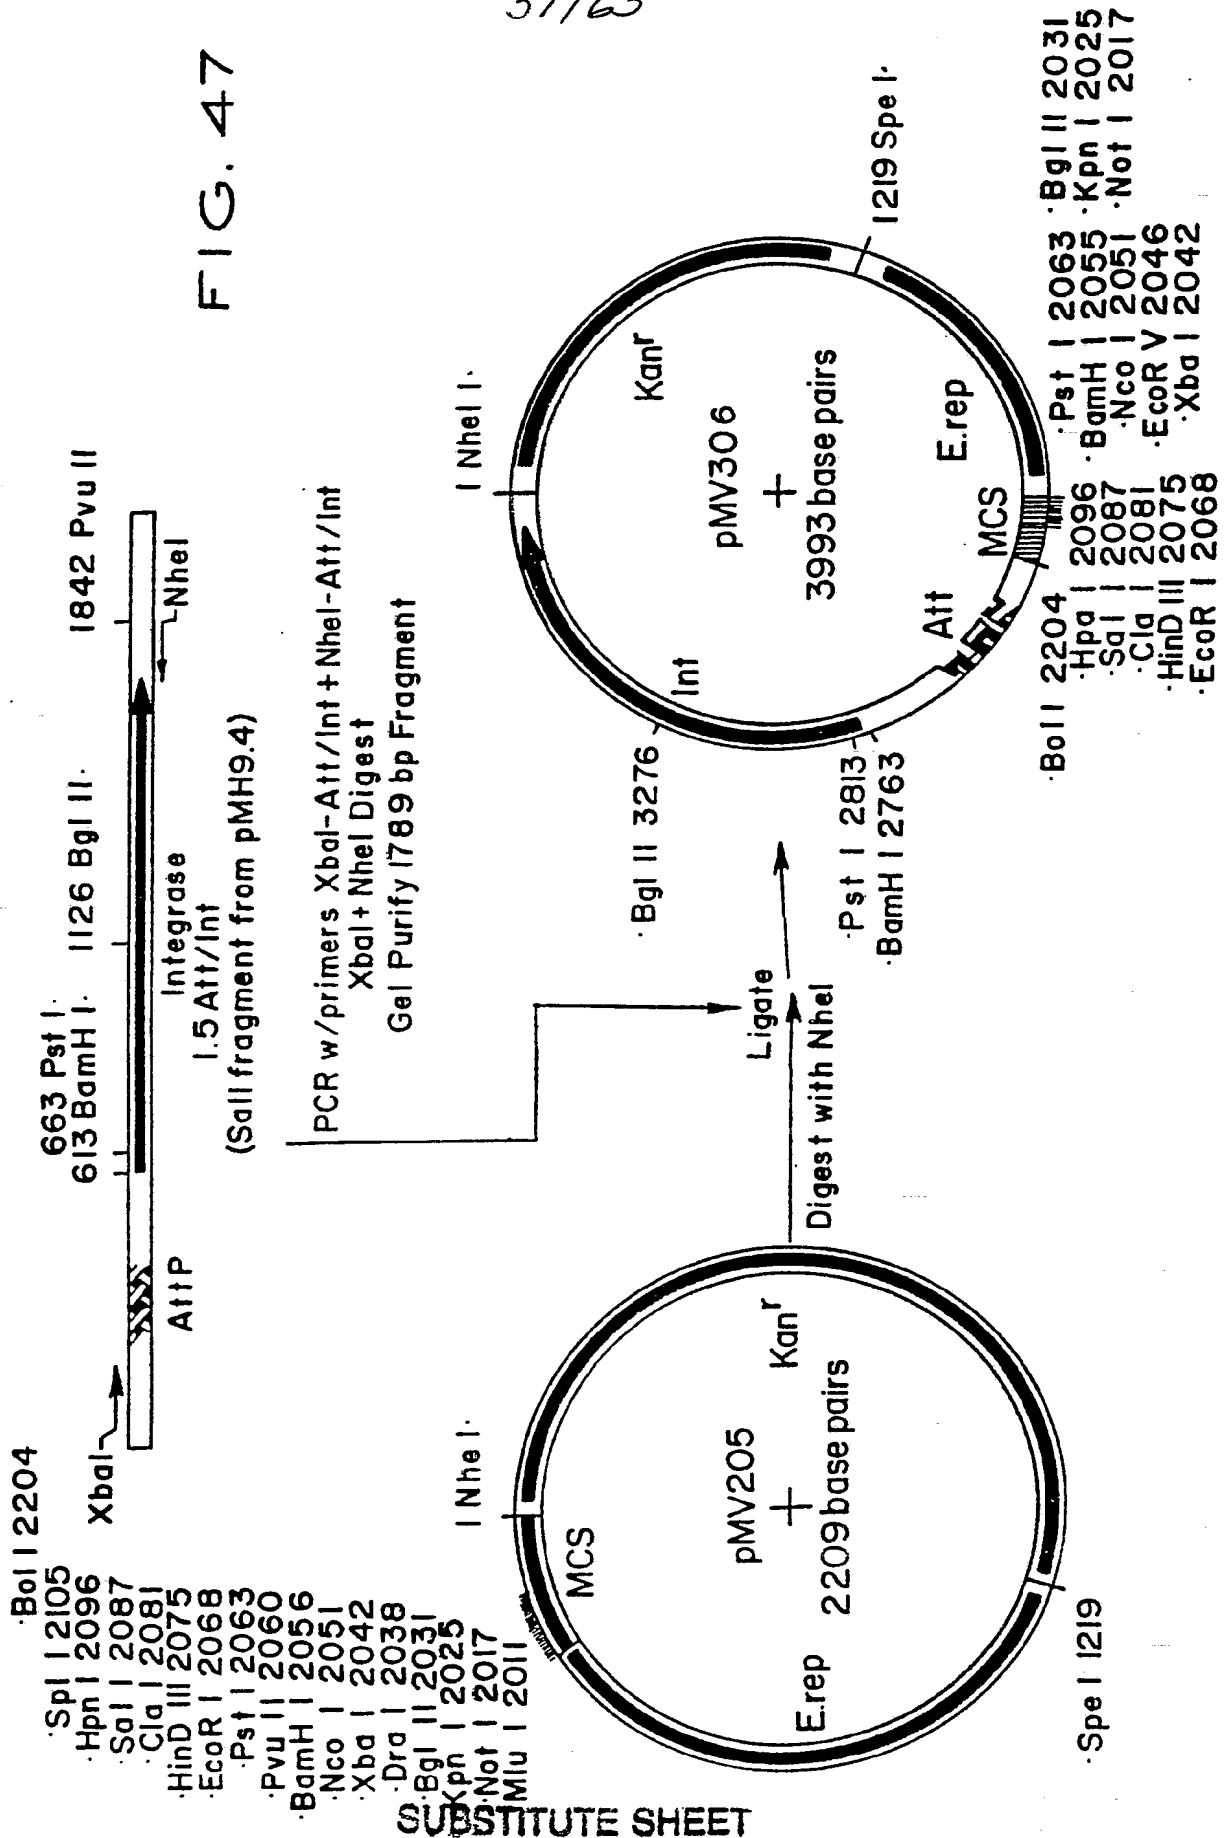 37/63
FIG. 47
·Bal I 2204
·Spl I 2105
·Hpn I 2096
·Sal I 2087
·Cla I 2081
·HinD III 2075
·EcoR I 2068
·Pst I 2063
·Pvu II 2060
·BamH I 2056
·Nco I 2051
·Xba I 2042
·Dra I 2038
·Bgl II 2031
Kpn I 2025
·Not I 2017
Mlu I 2011
XbaI
663 Pst I·
613 BamH I·
1126 Bgl II·
1842 Pvu II
AttP
NheI
Integrase
1.5 Att/Int
(SalI fragment from pMH9.4)
PCR w/primers XbaI-Att/Int + NheI-Att/Int
XbaI + NheI Digest
Gel Purify 1789 bp Fragment
I Nhe I·
MCS
Kanr
pMV205
+
2209 base pairs
E.rep
·Spe I 1219
Ligate
Digest with NheI
I NheI·
Kanr
pMV306
+
3993 base pairs
Int
Att
MCS
E.rep
1219 Spe I·
·Bgl II 3276
·Pst I 2813
·BamH I 2763
·Ball 2204
·Hpa I 2096
·Sal I 2087
·Cla I 2081
·HinD III 2075
·EcoR I 2068
·Pst I 2063
·BamH I 2055
·Nco I 2051
·EcoR V 2046
·Xba I 2042
·Bgl II 2031
·Kpn I 2025
·Not I 2017
SUBSTITUTE SHEET